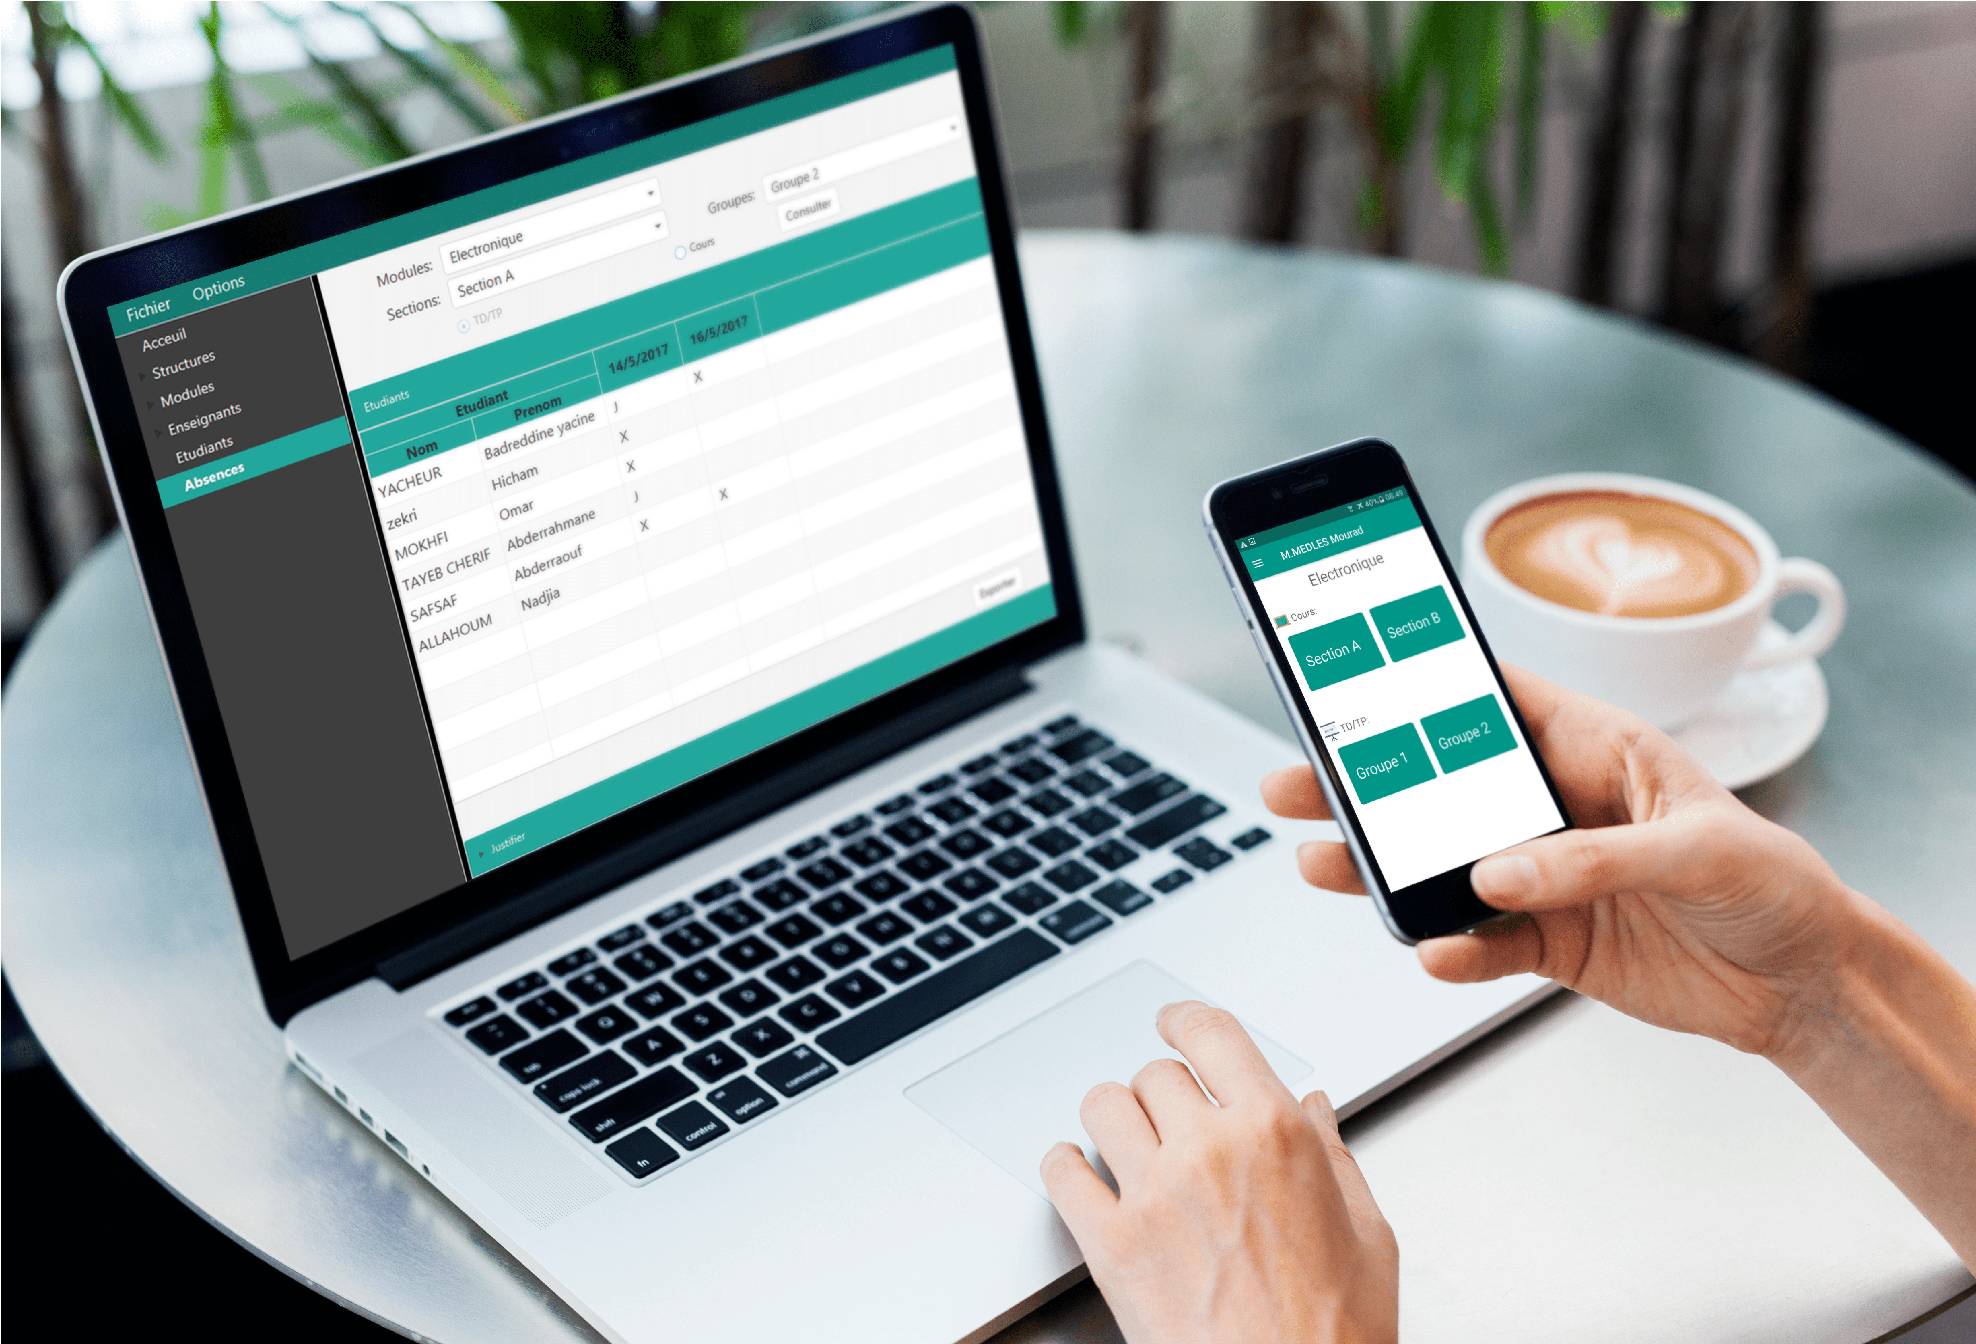 Fichier Options
Acceuil
Structures
Modules
Enseignants
Etudiants
Absences
Modules: Electronique
Groupes: Groupe 2
Sections: Section A
Consulter
TD/TP
Cours
Etudiants
Etudiant 14/5/2017 16/5/2017
Nom Prenom
YACHEUR Badreddine yacine J X
zekri Hicham X
MOKHFI Omar X
TAYEB CHERIF Abderrahmane J X
SAFSAF Abderraouf X
ALLAHOUM Nadjia
Exporter
Justifier
40% 08:49
M.MEDLES Mourad
Electronique
Cours:
Section A Section B
TD/TP:
Groupe 1 Groupe 2
tab
Q W E
caps lock
A S D F
shift
Z X C V
fn
control
option
command